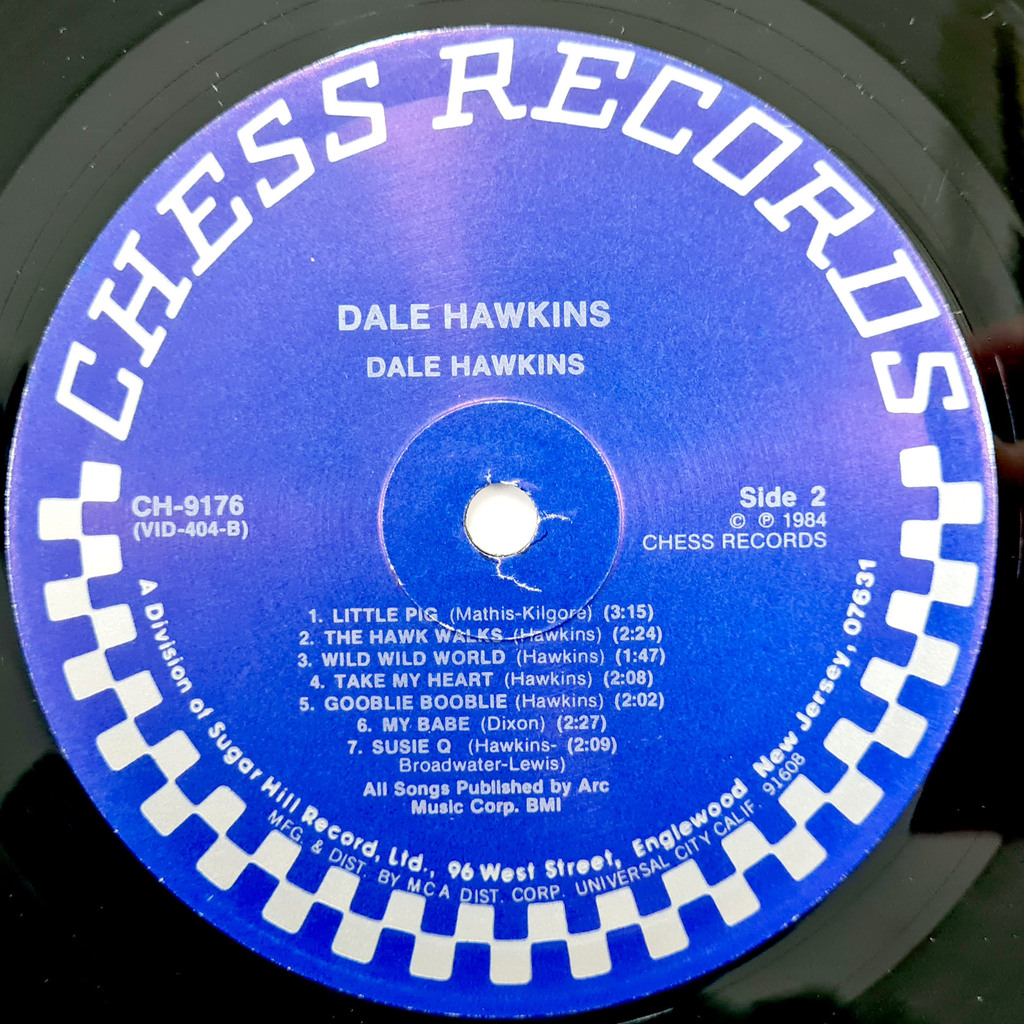 CHESS RECORDS
DALE HAWKINS
DALE HAWKINS
CH-9176
(VID-404-B)
Side 2
© ℗ 1984
CHESS RECORDS
1. LITTLE PIG (Mathis-Kilgore) (3:15)
2. THE HAWK WALKS (Hawkins) (2:24)
3. WILD WILD WORLD (Hawkins) (1:47)
4. TAKE MY HEART (Hawkins) (2:08)
5. GOOBLIE BOOBLIE (Hawkins) (2:02)
6. MY BABE (Dixon) (2:27)
7. SUSIE Q (Hawkins- (2:09)
Broadwater-Lewis)
All Songs Published by Arc
Music Corp. BMI
A Division of Sugar Hill Record, Ltd., 96 West Street, Englewood New Jersey, 07631
MFG. & DIST. BY MCA DIST. CORP. UNIVERSAL CITY CALIF. 91608